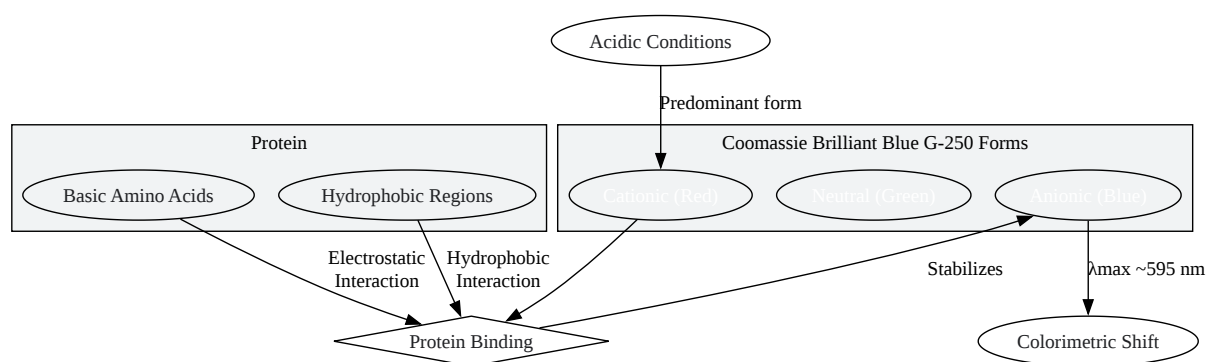 Acidic Conditions
Predominant form
Protein
Coomassie Brilliant Blue G-250 Forms
Basic Amino Acids
Hydrophobic Regions
Cationic (Red)
Neutral (Green)
Anionic (Blue)
Electrostatic
Interaction
Hydrophobic
Interaction
Stabilizes
λmax ~595 nm
Protein Binding
Colorimetric Shift